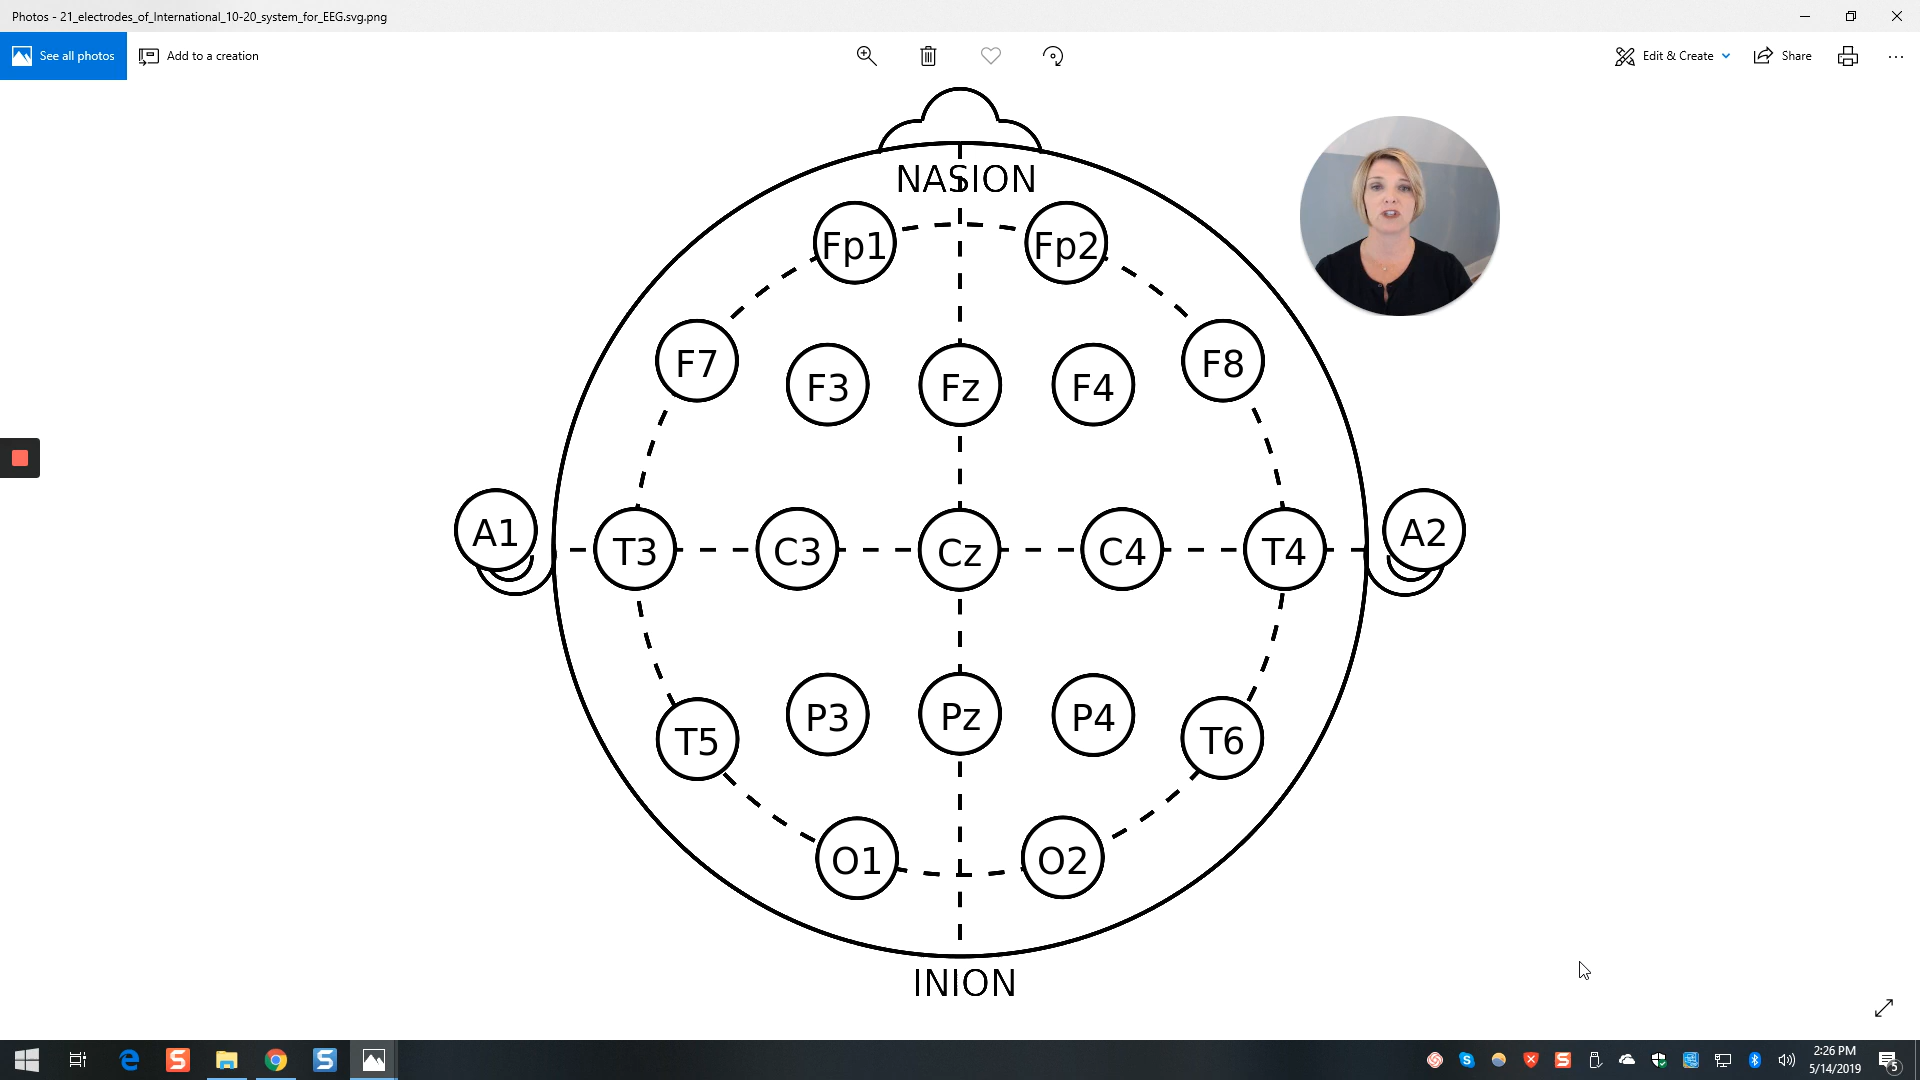 Photos - 21_electrodes_of_International_10-20_system_for_EEG.svg.png
See all photos
Add to a creation
Edit & Create
Share
NASION
Fp1 Fp2
F7 F3 Fz F4 F8
A1 T3 C3 Cz C4 T4 A2
T5 P3 Pz P4 T6
O1 O2
INION
2:26 PM
5/14/2019
5